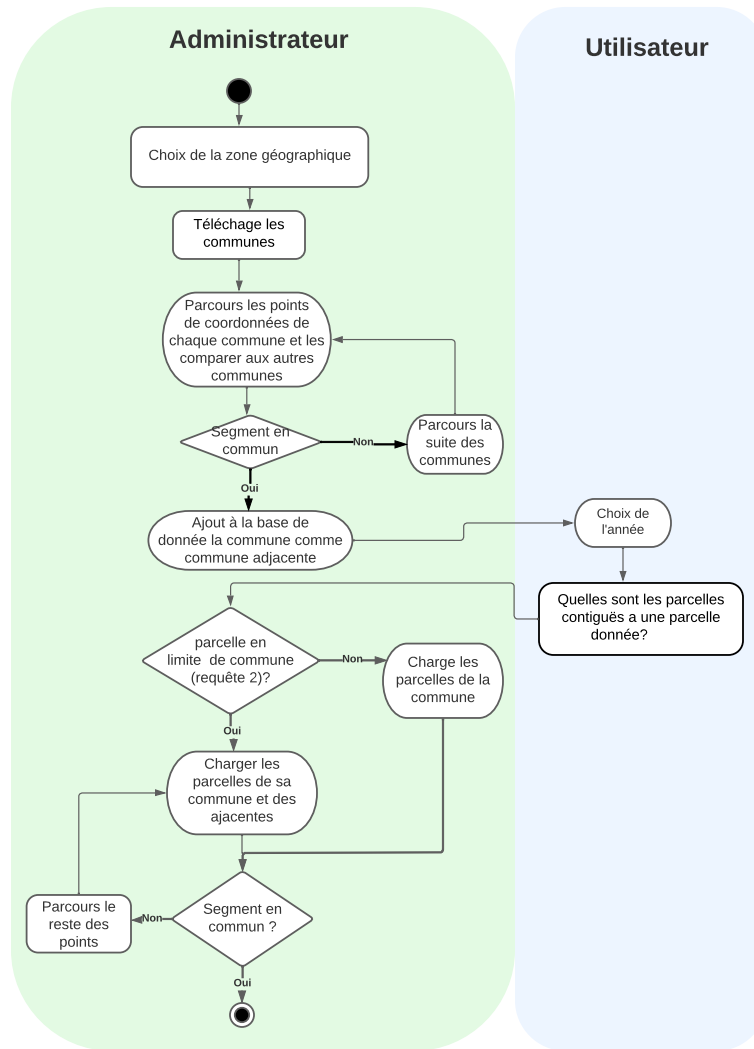 Administrateur
Utilisateur
Choix de la zone géographique
Téléchage les
communes
Parcours les points
de coordonnées de
chaque commune et les
comparer aux autres
communes
Segment en
commun
Non
Parcours la
suite des
communes
Oui
Ajout à la base de
donnée la commune comme
commune adjacente
Choix de
l'année
Quelles sont les parcelles
contiguës a une parcelle
donnée?
parcelle en
limite  de commune
(requête 2)?
Non
Charge les
parcelles de la
commune
Oui
Charger les
parcelles de sa
commune et des
ajacentes
Segment en
commun ?
Non
Parcours le
reste des
points
Oui